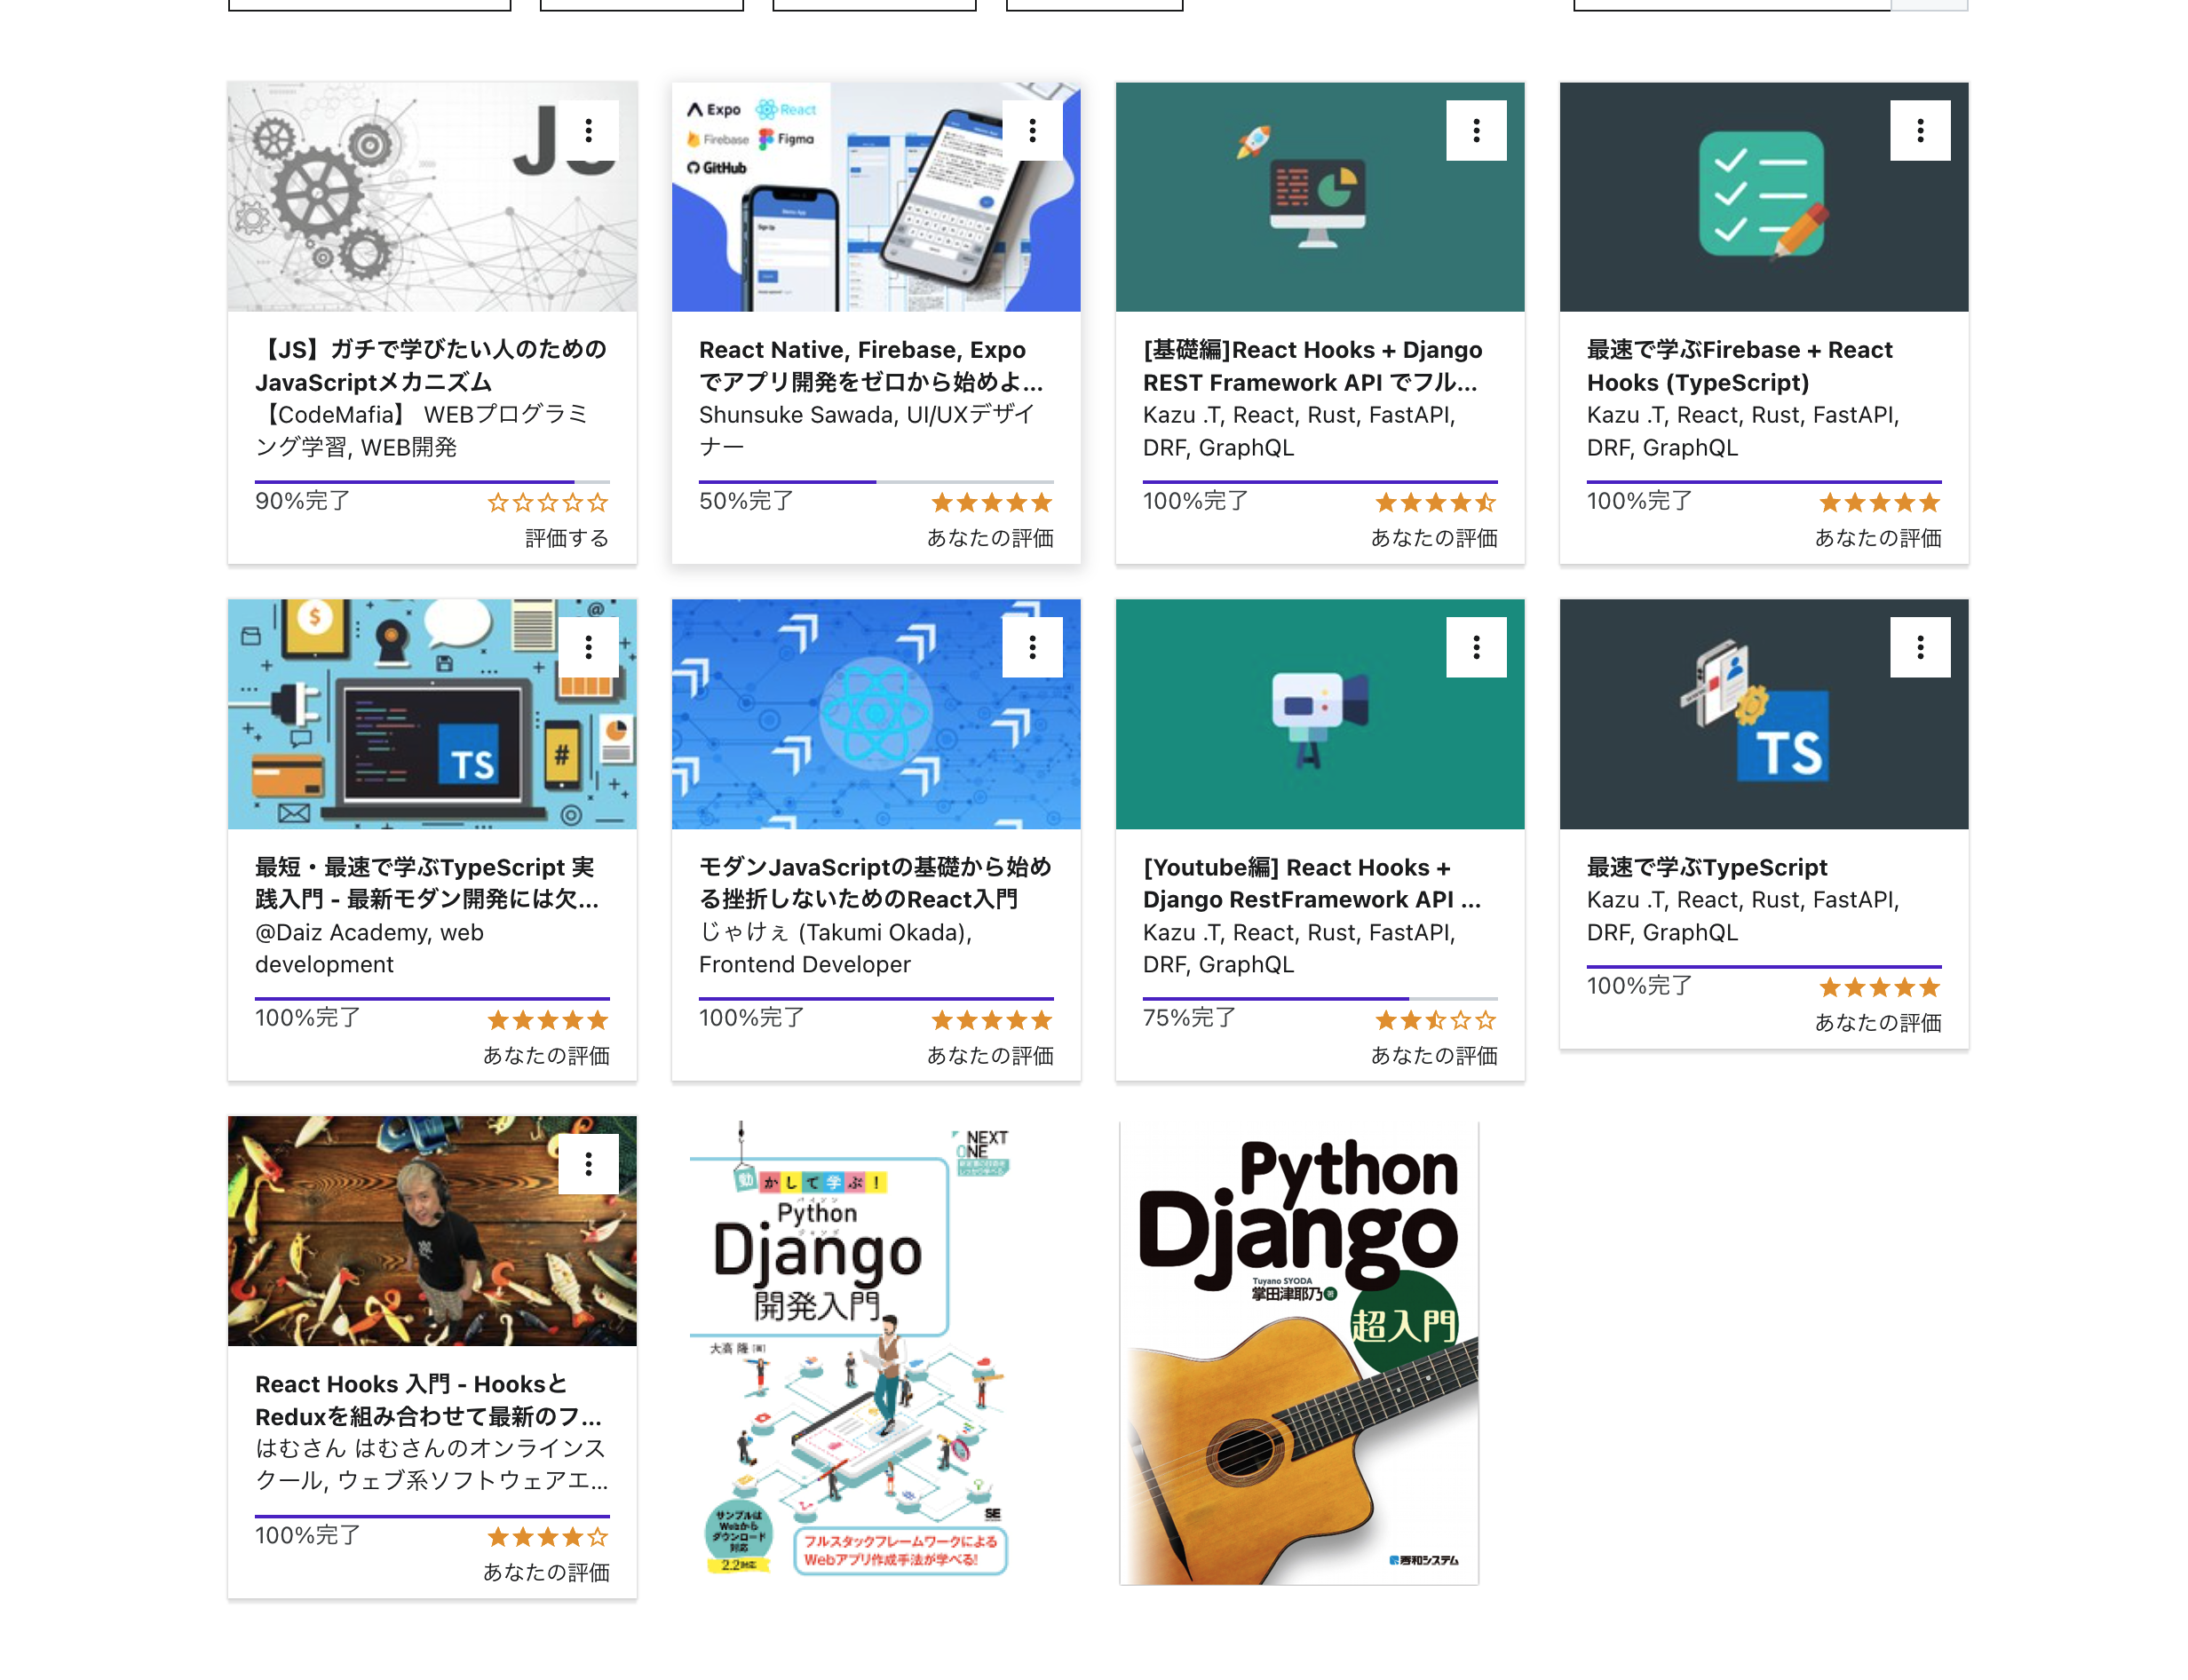 JS
Expo React
Firebase Figma
GitHub
【JS】ガチで学びたい人のための
JavaScriptメカニズム
【CodeMafia】 WEBプログラミ
ング学習, WEB開発
90%完了
評価する
React Native, Firebase, Expo
でアプリ開発をゼロから始めよ...
Shunsuke Sawada, UI/UXデザイ
ナー
50%完了
あなたの評価
[基礎編]React Hooks + Django
REST Framework API でフル...
Kazu .T, React, Rust, FastAPI,
DRF, GraphQL
100%完了
あなたの評価
最速で学ぶFirebase + React
Hooks (TypeScript)
Kazu .T, React, Rust, FastAPI,
DRF, GraphQL
100%完了
あなたの評価
TS
最短・最速で学ぶTypeScript 実
践入門 - 最新モダン開発には欠...
@Daiz Academy, web
development
100%完了
あなたの評価
モダンJavaScriptの基礎から始め
る挫折しないためのReact入門
じゃけぇ (Takumi Okada),
Frontend Developer
100%完了
あなたの評価
[Youtube編] React Hooks +
Django RestFramework API ...
Kazu .T, React, Rust, FastAPI,
DRF, GraphQL
75%完了
あなたの評価
TS
最速で学ぶTypeScript
Kazu .T, React, Rust, FastAPI,
DRF, GraphQL
100%完了
あなたの評価
React Hooks 入門 - Hooksと
Reduxを組み合わせて最新のフ...
はむさん はむさんのオンラインス
クール, ウェブ系ソフトウェアエ...
100%完了
あなたの評価
NEXT
ONE
動かして学ぶ!
パイソン
Python
ジャンゴ
Django
開発入門
大高 隆[著]
サンプルは
Webから
ダウンロード
対応
2.2対応
SE
フルスタックフレームワークによる
Webアプリ作成手法が学べる!
Python
Django
Tuyano SYODA
掌田津耶乃 著
超入門
秀和システム